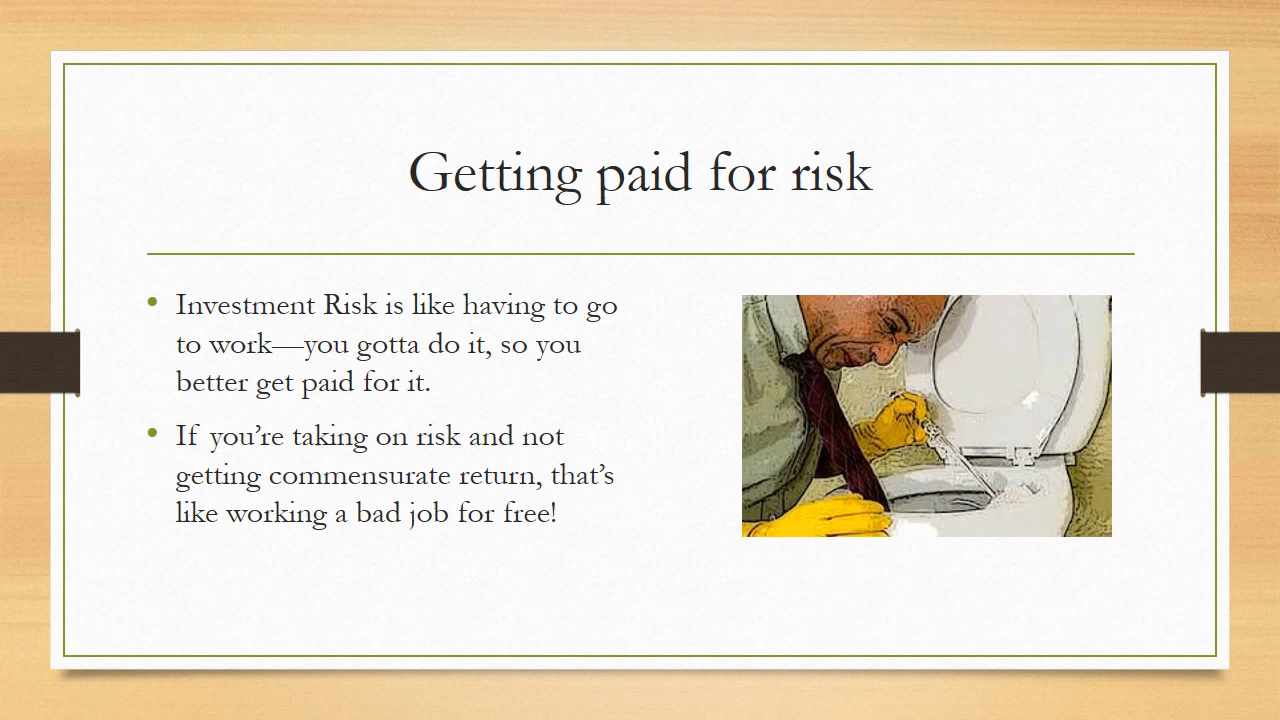 Getting paid for risk
• Investment Risk is like having to go
to work—you gotta do it, so you
better get paid for it.
• If you’re taking on risk and not
getting commensurate return, that’s
like working a bad job for free!